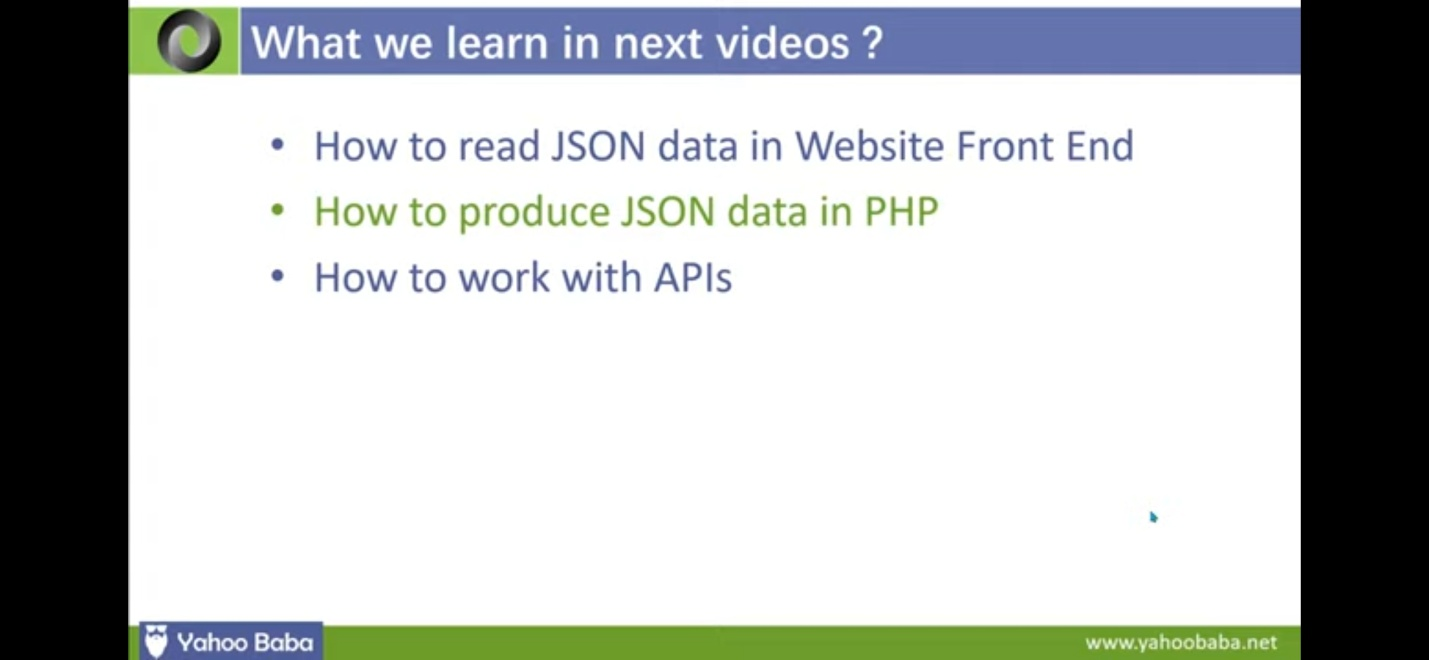 What we learn in next videos ?
• How to read JSON data in Website Front End
• How to produce JSON data in PHP
• How to work with APIs
Yahoo Baba
www.yahoobaba.net